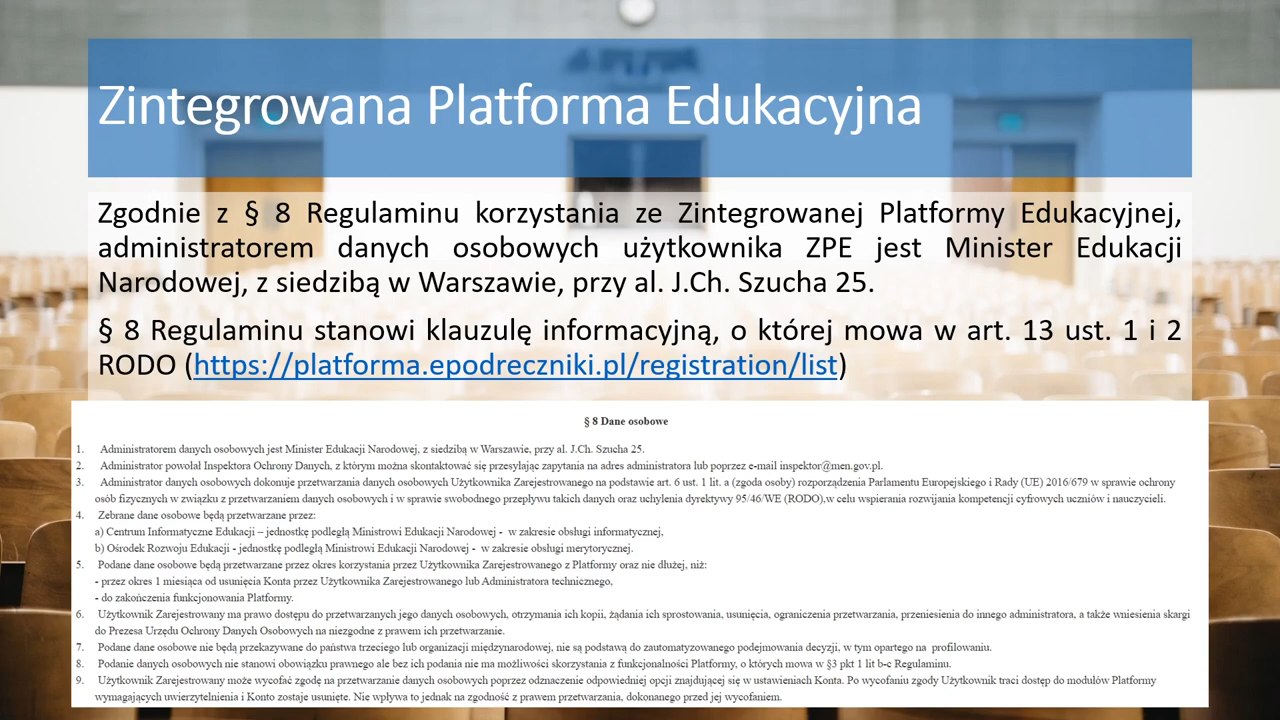 Zintegrowana Platforma Edukacyjna
Zgodnie z § 8 Regulaminu korzystania ze Zintegrowanej Platformy Edukacyjnej,
administratorem danych osobowych użytkownika ZPE jest Minister Edukacji
Narodowej, z siedzibą w Warszawie, przy al. J.Ch. Szucha 25.
§ 8 Regulaminu stanowi klauzulę informacyjną, o której mowa w art. 13 ust. 1 i 2
RODO (https://platforma.epodreczniki.pl/registration/list)
§ 8 Dane osobowe
1. Administratorem danych osobowych jest Minister Edukacji Narodowej, z siedzibą w Warszawie, przy al. J.Ch. Szucha 25.
2. Administrator powołał Inspektora Ochrony Danych, z którym można skontaktować się przesyłając zapytania na adres administratora lub poprzez e-mail inspektor@men.gov.pl.
3. Administrator danych osobowych dokonuje przetwarzania danych osobowych Użytkownika Zarejestrowanego na podstawie art. 6 ust. 1 lit. a (zgoda osoby) rozporządzenia Parlamentu Europejskiego i Rady (UE) 2016/679 w sprawie ochrony
osób fizycznych w związku z przetwarzaniem danych osobowych i w sprawie swobodnego przepływu takich danych oraz uchylenia dyrektywy 95/46/WE (RODO),w celu wspierania rozwijania kompetencji cyfrowych uczniów i nauczycieli.
4. Zebrane dane osobowe będą przetwarzane przez:
a) Centrum Informatyczne Edukacji – jednostkę podległą Ministrowi Edukacji Narodowej - w zakresie obsługi informatycznej,
b) Ośrodek Rozwoju Edukacji - jednostkę podległą Ministrowi Edukacji Narodowej - w zakresie obsługi merytorycznej.
5. Podane dane osobowe będą przetwarzane przez okres korzystania przez Użytkownika Zarejestrowanego z Platformy oraz nie dłużej, niż:
- przez okres 1 miesiąca od usunięcia Konta przez Użytkownika Zarejestrowanego lub Administratora technicznego,
- do zakończenia funkcjonowania Platformy.
6. Użytkownik Zarejestrowany ma prawo dostępu do przetwarzanych jego danych osobowych, otrzymania ich kopii, żądania ich sprostowania, usunięcia, ograniczenia przetwarzania, przeniesienia do innego administratora, a także wniesienia skargi
do Prezesa Urzędu Ochrony Danych Osobowych na niezgodne z prawem ich przetwarzanie.
7. Podane dane osobowe nie będą przekazywane do państwa trzeciego lub organizacji międzynarodowej, nie są podstawą do zautomatyzowanego podejmowania decyzji, w tym opartego na profilowaniu.
8. Podanie danych osobowych nie stanowi obowiązku prawnego ale bez ich podania nie ma możliwości skorzystania z funkcjonalności Platformy, o których mowa w §3 pkt 1 lit b-c Regulaminu.
9. Użytkownik Zarejestrowany może wycofać zgodę na przetwarzanie danych osobowych poprzez odznaczenie odpowiedniej opcji znajdującej się w ustawieniach Konta. Po wycofaniu zgody Użytkownik traci dostęp do modułów Platformy
wymagających uwierzytelnienia i Konto zostaje usunięte. Nie wpływa to jednak na zgodność z prawem przetwarzania, dokonanego przed jej wycofaniem.